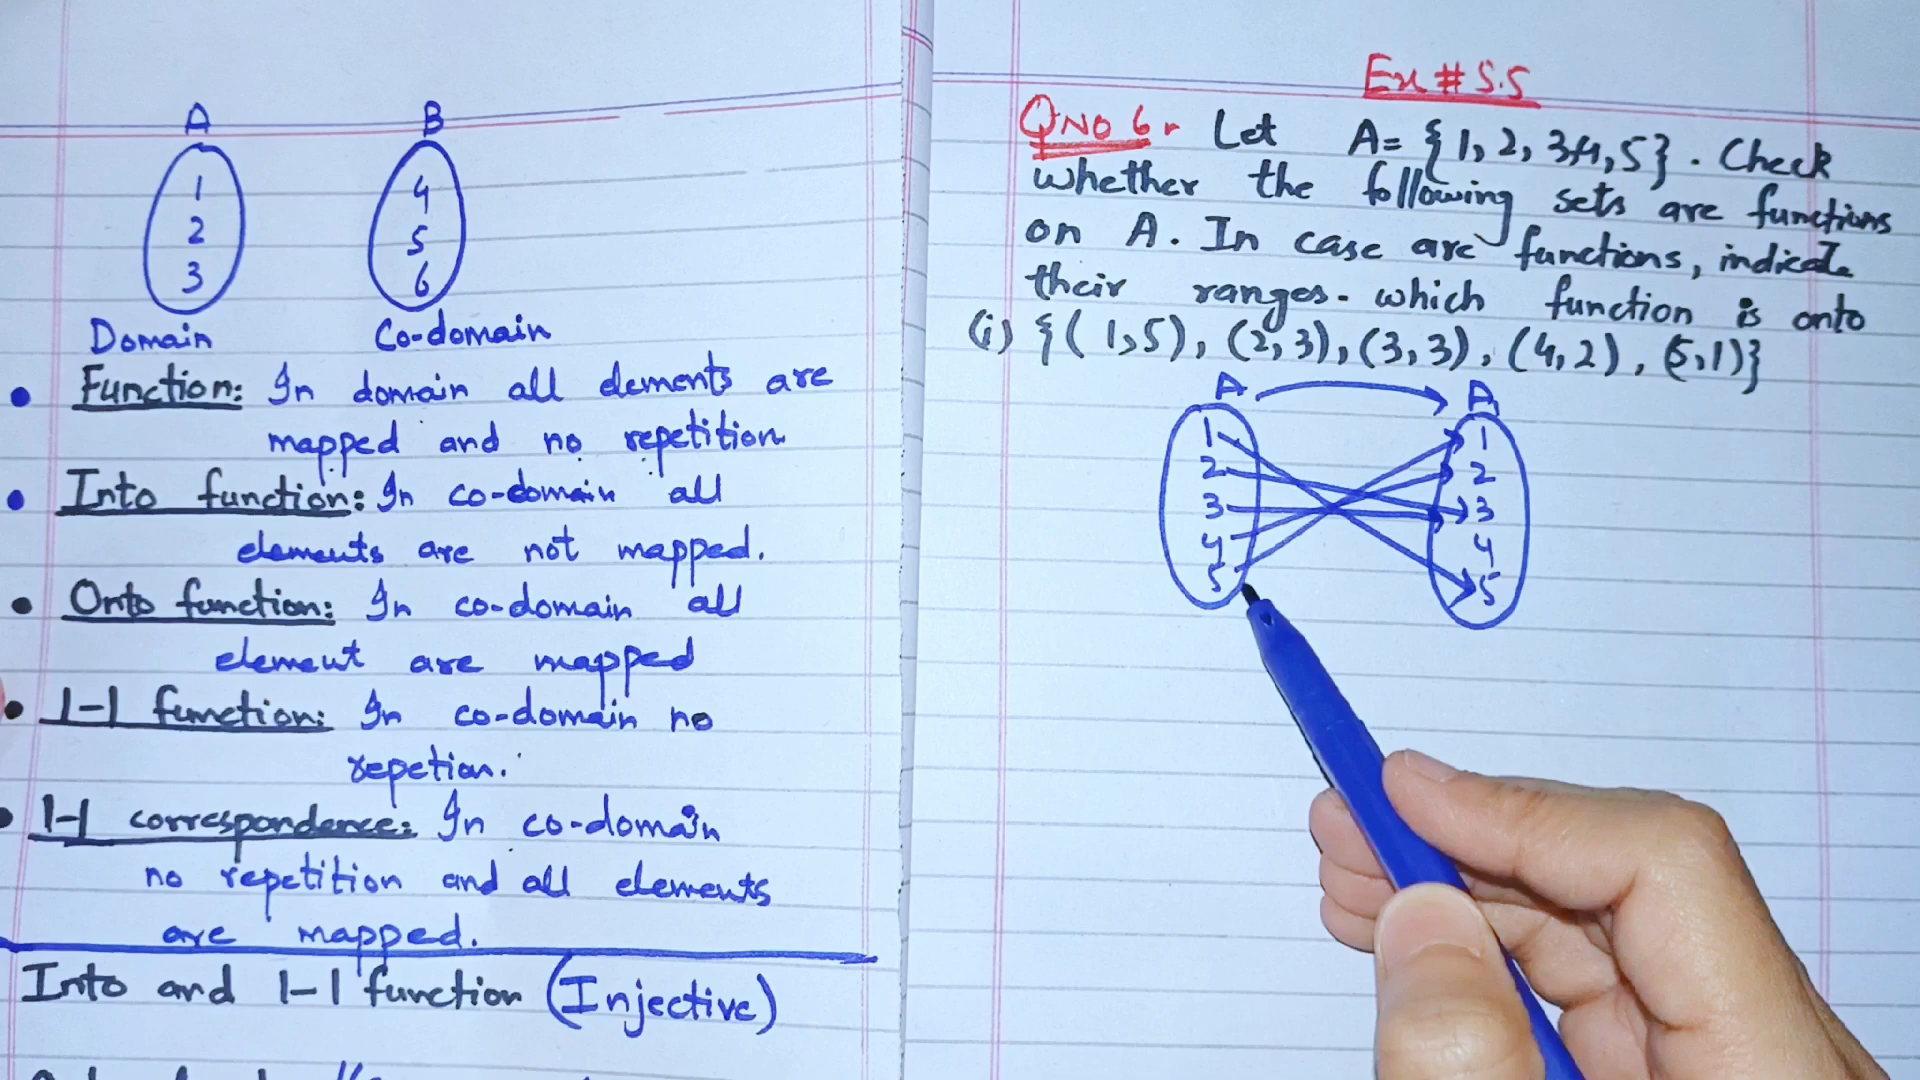 A B
1 4
2 5
3 6
Domain Co-domain
• Function: In domain all elements are
mapped and no repetition
• Into function: In co-domain all
elements are not mapped.
• Onto function: In co-domain all
element are mapped
• 1-1 function: In co-domain no
repetion.
• 1-1 correspondence: In co-domain
no repetition and all elements
are mapped.
Into and 1-1 function (Injective)
Ex # 5.5
QNO 6- Let A= {1, 2, 3,4, 5}. Check
whether the following sets are functions
on A. In case are functions, indicate
their ranges. which function is onto
(i) {(1,5), (2,3), (3,3), (4,2), (5,1)}
A A
1 1
2 2
3 3
4 4
5 5